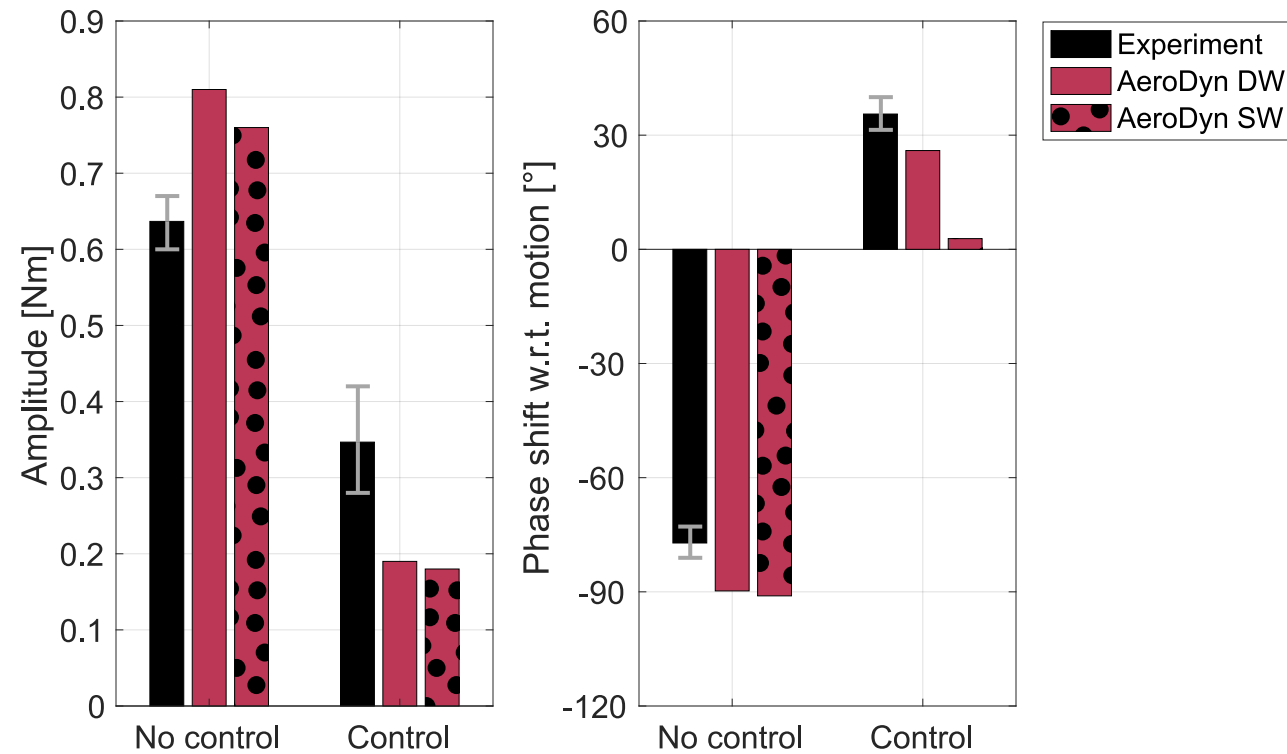 Amplitude [Nm]
0.9
0.8
0.7
0.6
0.5
0.4
0.3
0.2
0.1
0
No control
Control
Phase shift w.r.t. motion [°]
60
30
0
-30
-60
-90
-120
No control
Control
Experiment
AeroDyn DW
AeroDyn SW